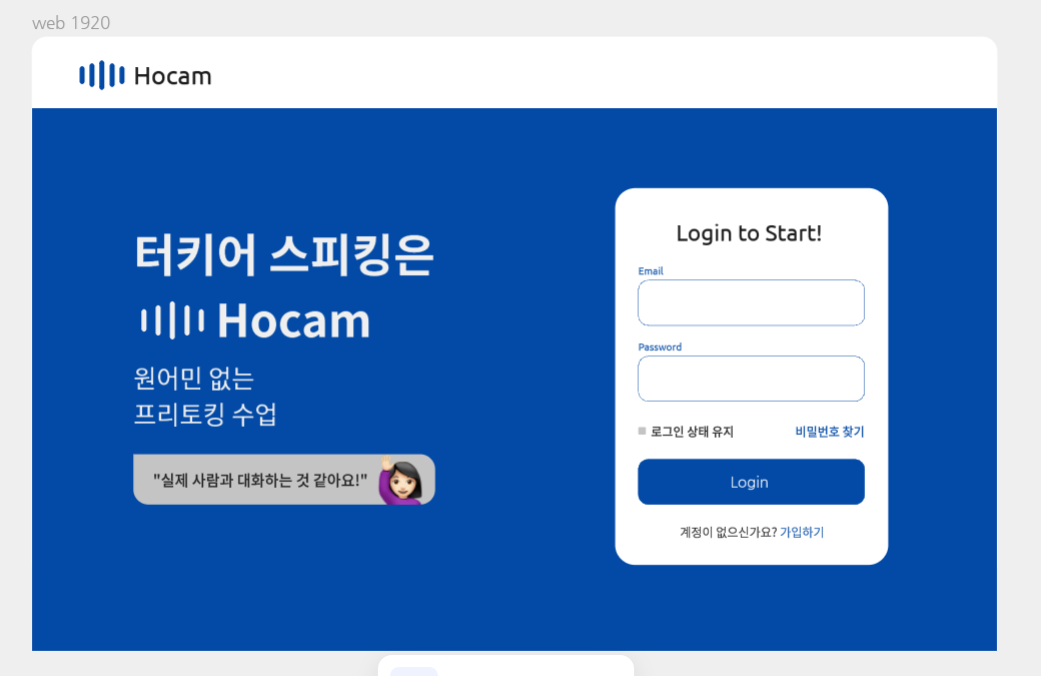 web 1920
Hocam
터키어 스피킹은
Hocam
원어민 없는
프리토킹 수업
"실제 사람과 대화하는 것 같아요!"
Login to Start!
Email
Password
로그인 상태 유지
비밀번호 찾기
Login
계정이 없으신가요? 가입하기